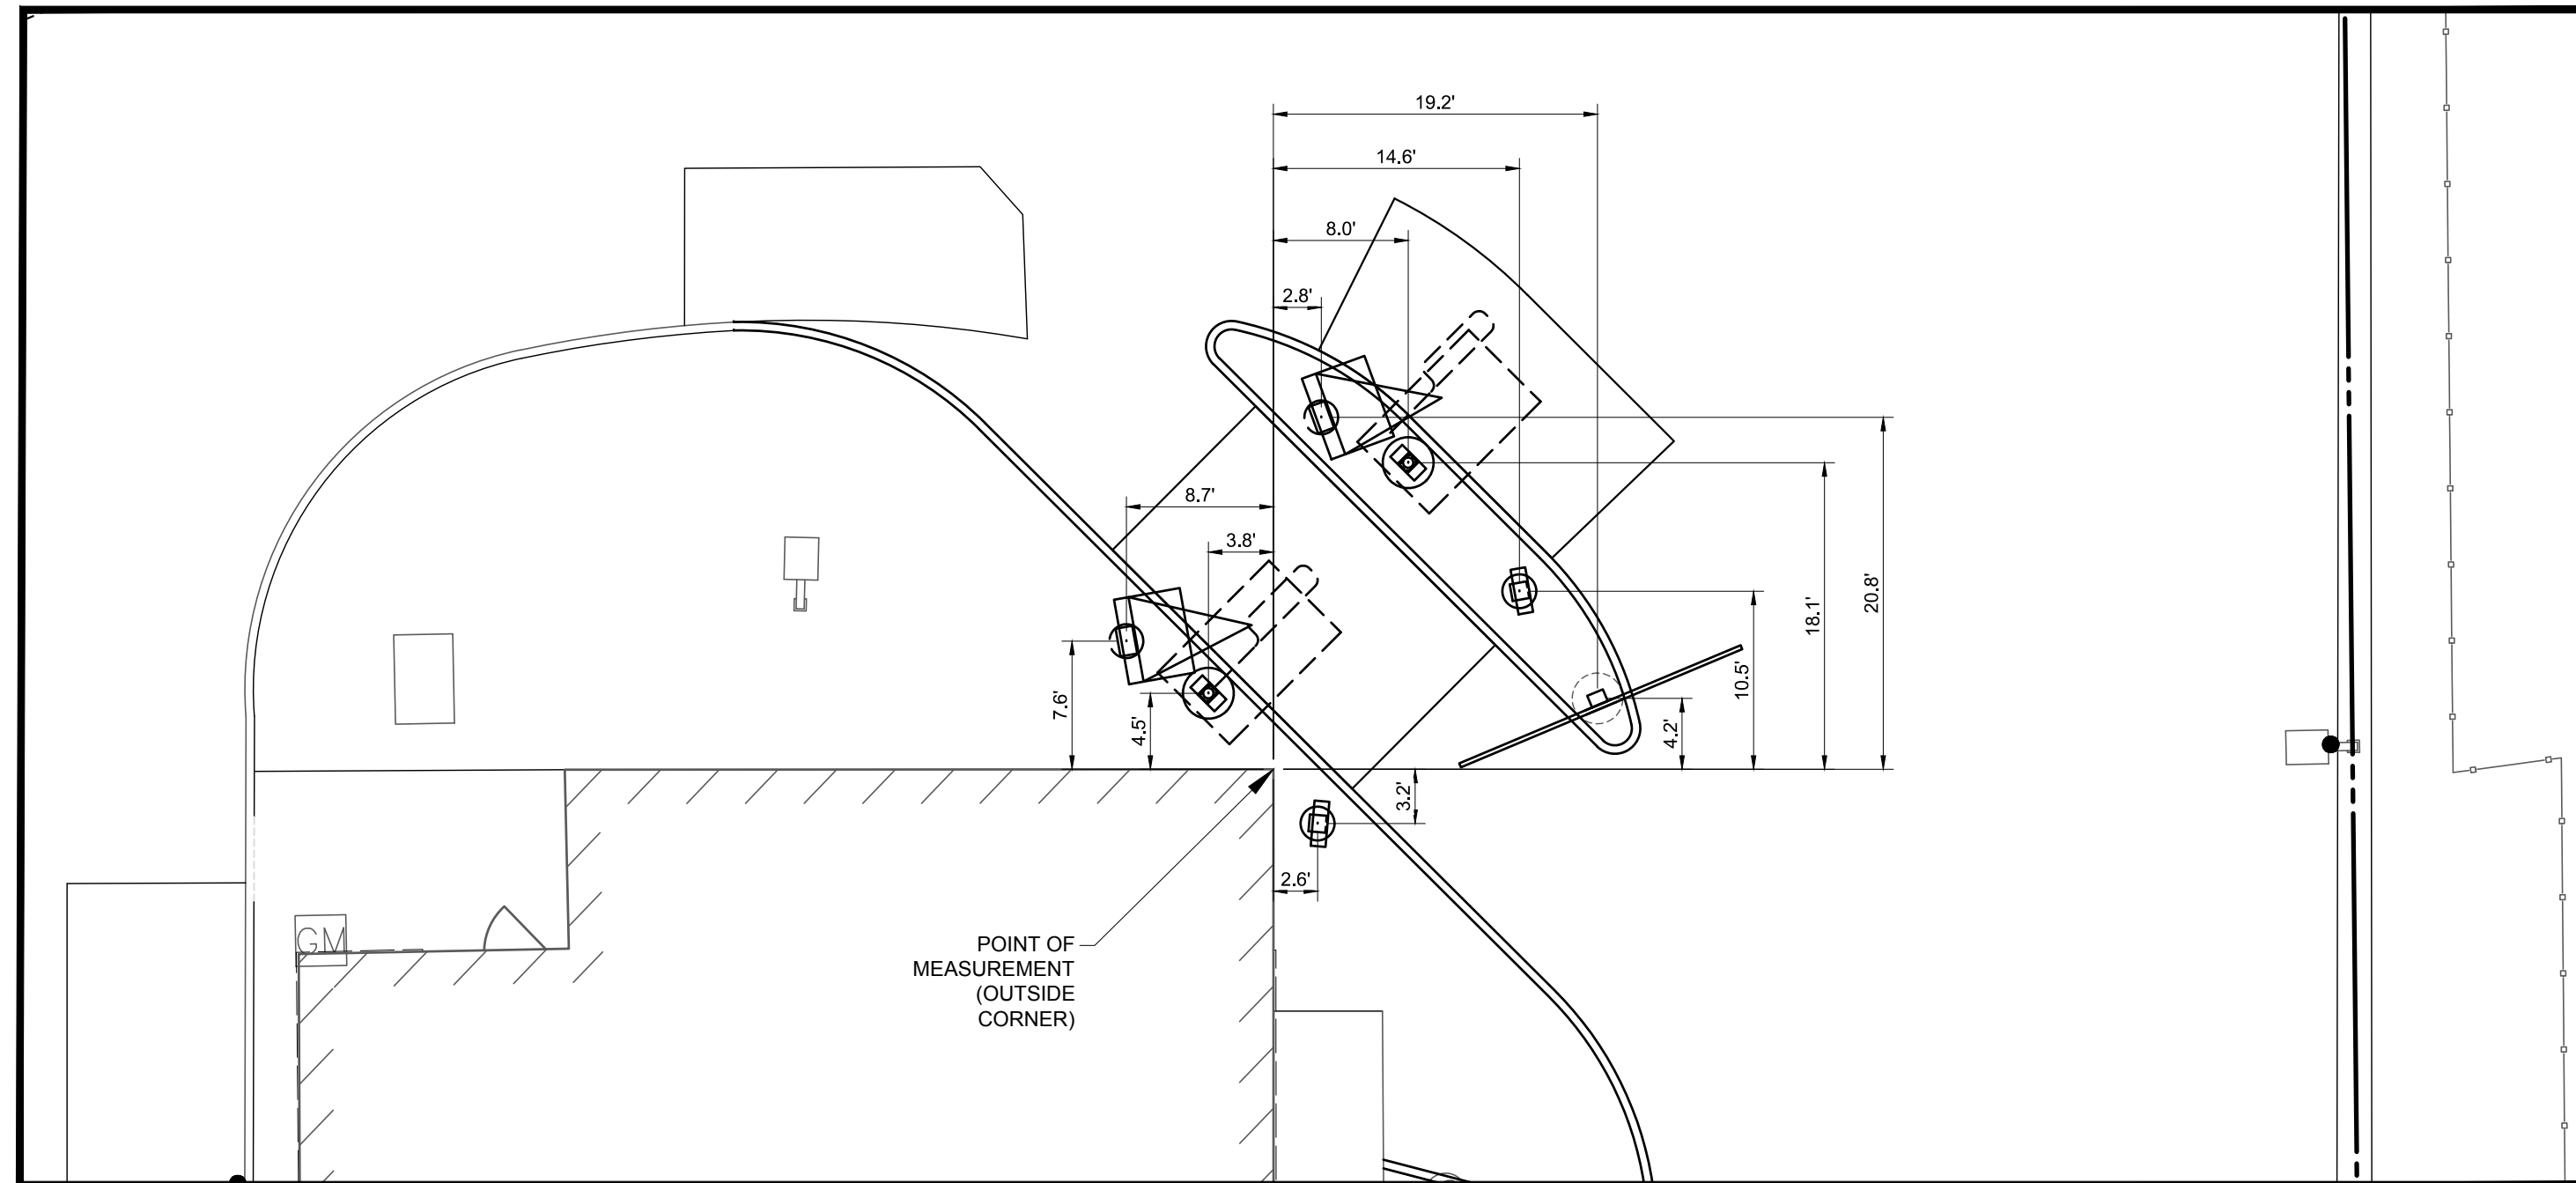 19.2'
14.6'
8.0'
2.8'
8.7'
3.8'
20.8'
18.1'
10.5'
7.6'
4.5'
4.2'
3.2'
2.6'
POINT OF
MEASUREMENT
(OUTSIDE
CORNER)
GM